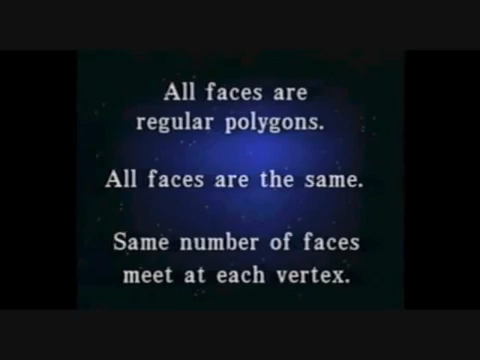 All faces are
regular polygons.
All faces are the same.
Same number of faces
meet at each vertex.